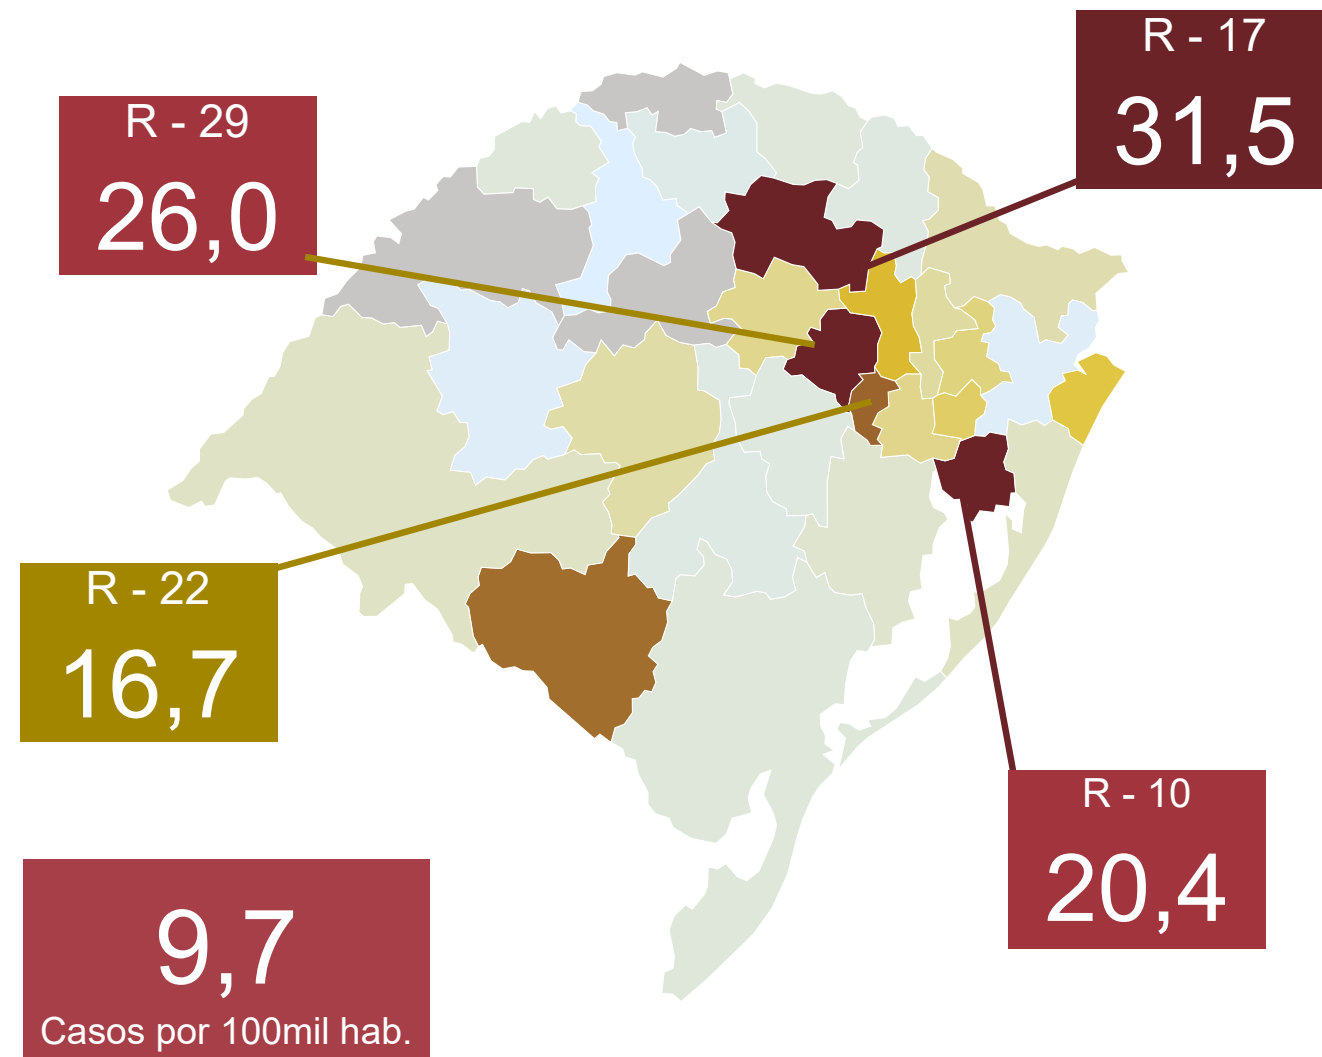 R - 17
31,5
R - 29
26,0
R - 22
16,7
R - 10
20,4
9,7
Casos por 100mil hab.